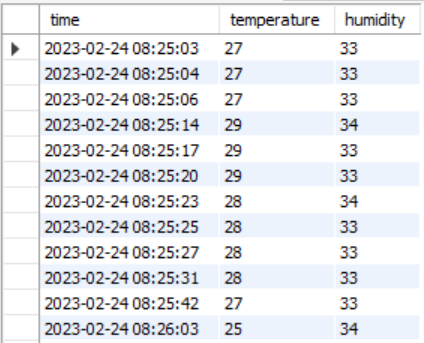 time temperature humidity
2023-02-24 08:25:03 27 33
2023-02-24 08:25:04 27 33
2023-02-24 08:25:06 27 33
2023-02-24 08:25:14 29 34
2023-02-24 08:25:17 29 33
2023-02-24 08:25:20 29 33
2023-02-24 08:25:23 28 34
2023-02-24 08:25:25 28 33
2023-02-24 08:25:27 28 33
2023-02-24 08:25:31 28 33
2023-02-24 08:25:42 27 33
2023-02-24 08:26:03 25 34